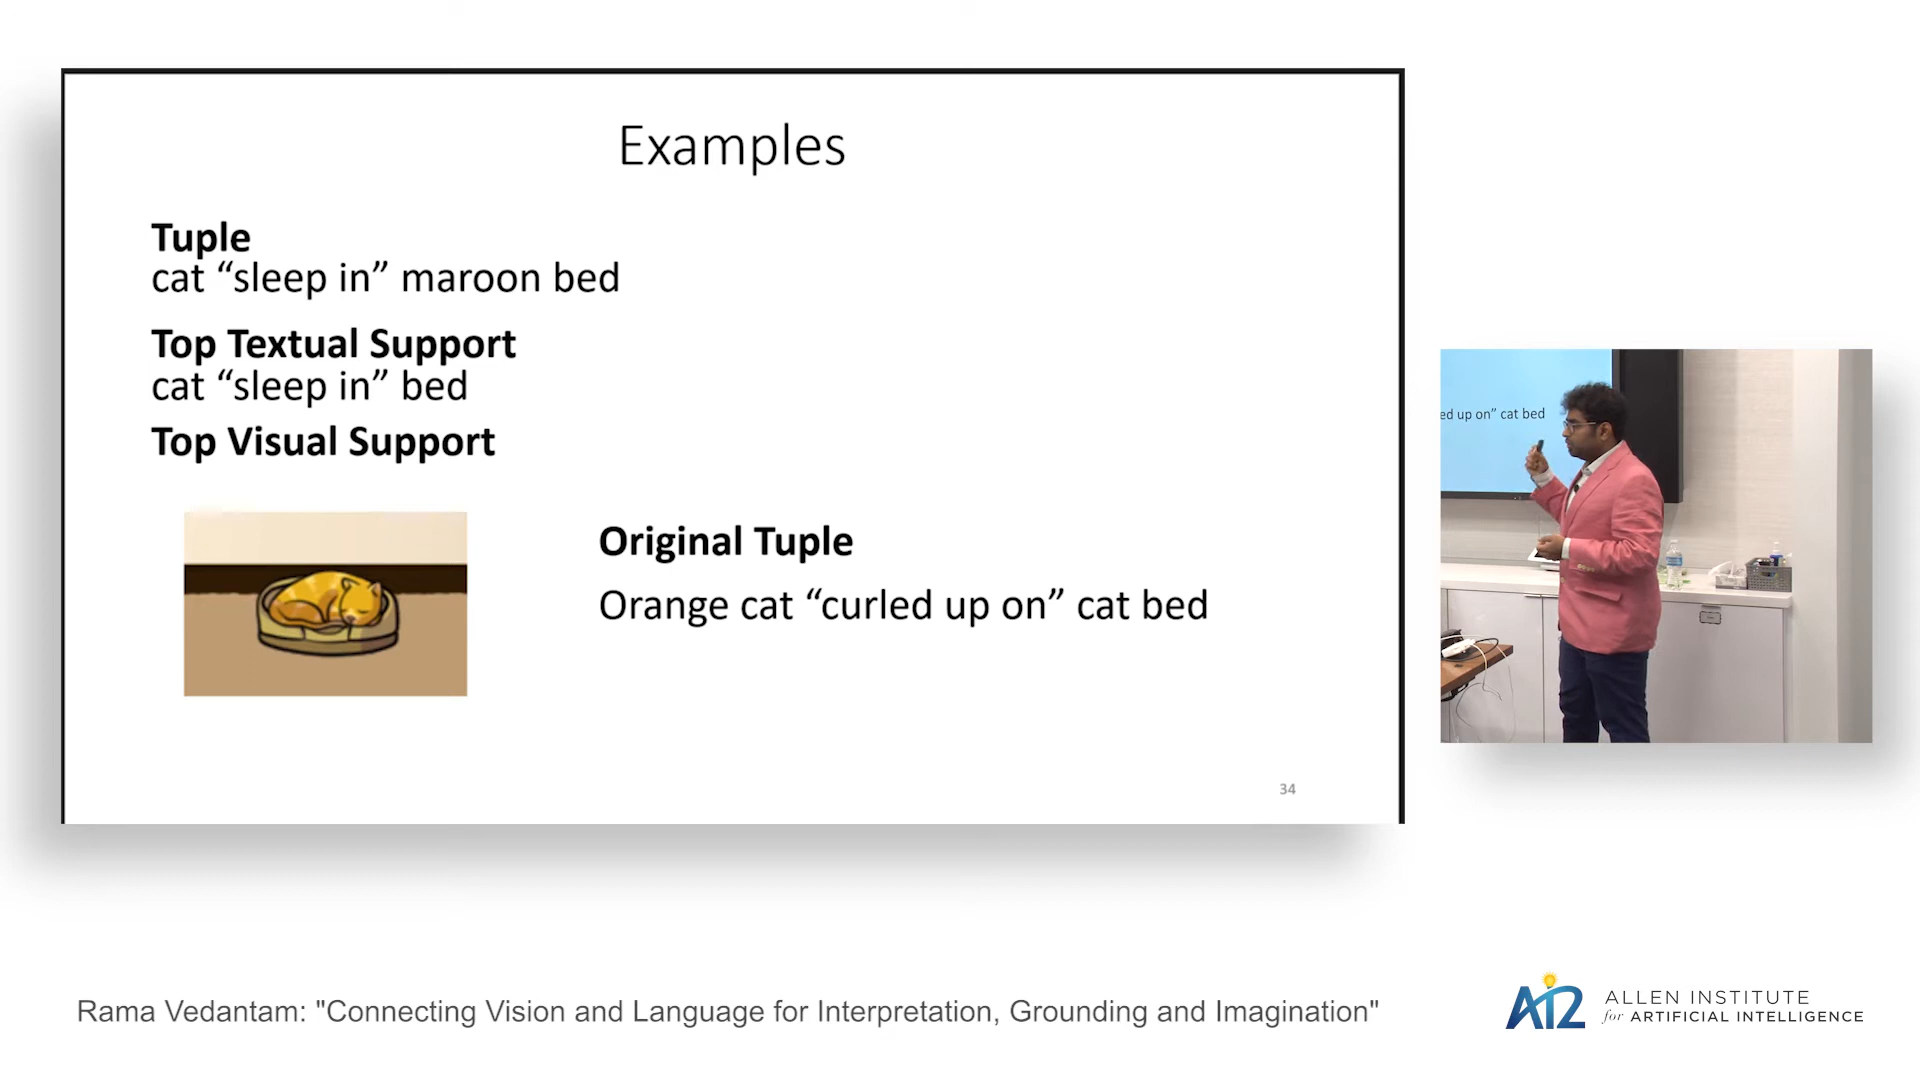 Examples
Tuple
cat “sleep in” maroon bed
Top Textual Support
cat “sleep in” bed
Top Visual Support
Original Tuple
Orange cat “curled up on” cat bed
34
ed up on” cat bed
Rama Vedantam: "Connecting Vision and Language for Interpretation, Grounding and Imagination"
AI2
ALLEN INSTITUTE
for ARTIFICIAL INTELLIGENCE